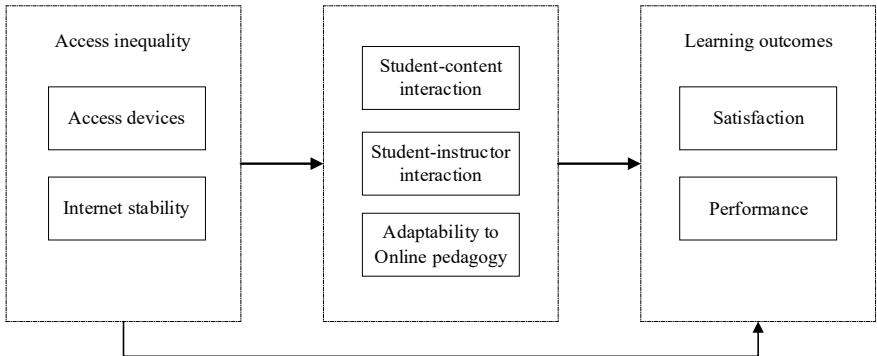 Access inequality
Access devices
Internet stability
Student-content
interaction
Student-instructor
interaction
Adaptability to
Online pedagogy
Learning outcomes
Satisfaction
Performance